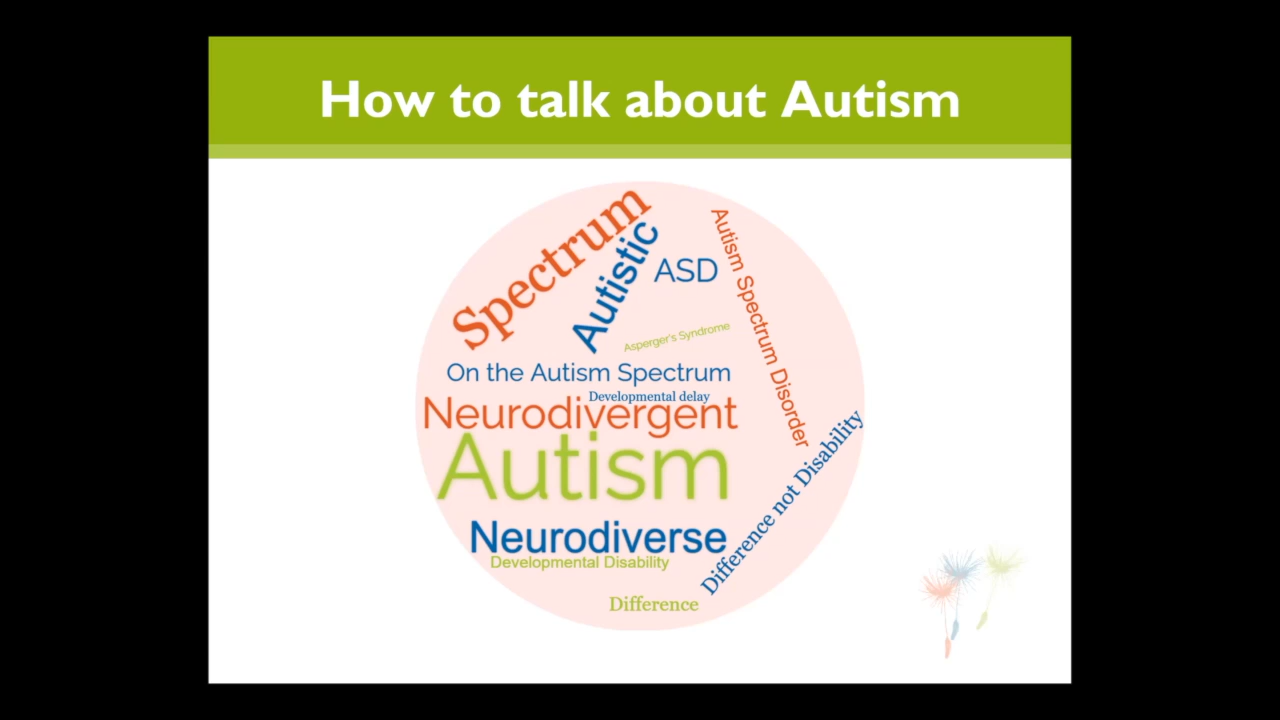 How to talk about Autism
Spectrum
Autistic
ASD
Autism Spectrum Disorder
Asperger's Syndrome
On the Autism Spectrum
Developmental delay
Neurodivergent
Autism
Difference not Disability
Neurodiverse
Developmental Disability
Difference